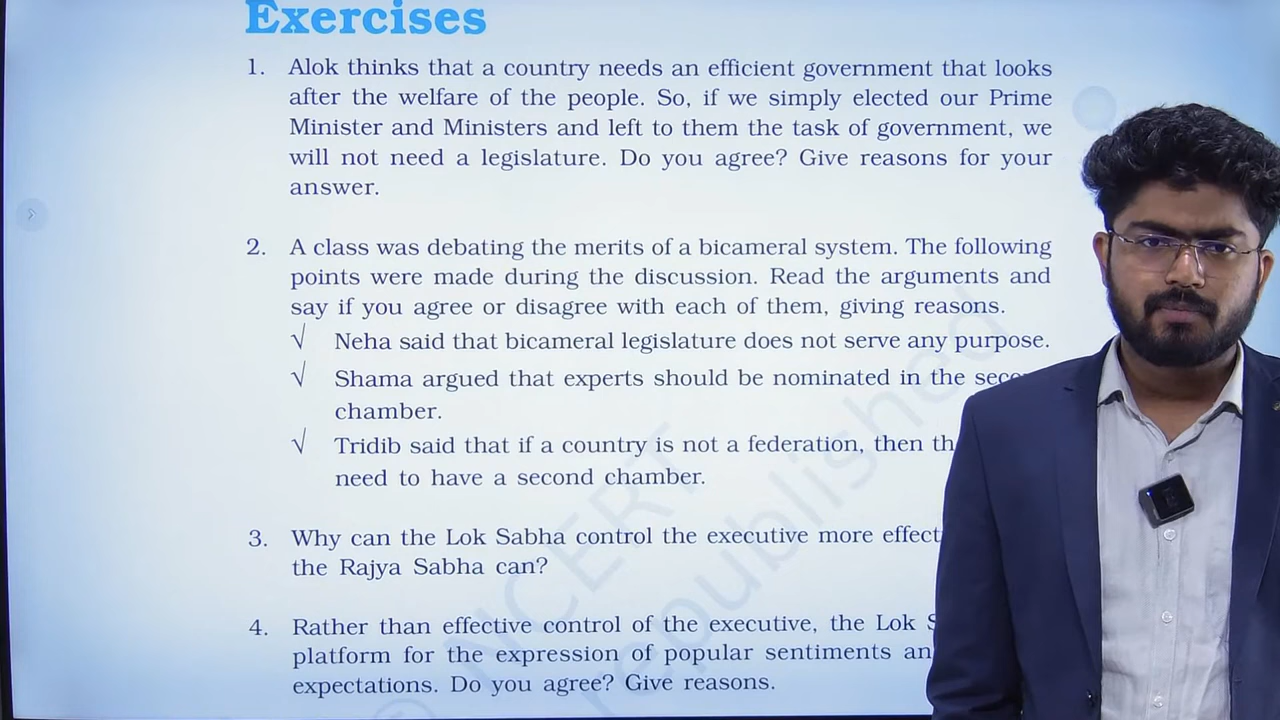 Exercises
1. Alok thinks that a country needs an efficient government that looks
after the welfare of the people. So, if we simply elected our Prime
Minister and Ministers and left to them the task of government, we
will not need a legislature. Do you agree? Give reasons for your
answer.
2. A class was debating the merits of a bicameral system. The following
points were made during the discussion. Read the arguments and
say if you agree or disagree with each of them, giving reasons.
√ Neha said that bicameral legislature does not serve any purpose.
√ Shama argued that experts should be nominated in the
chamber.
√ Tridib said that if a country is not a federation, then
need to have a second chamber.
3. Why can the Lok Sabha control the executive more
the Rajya Sabha can?
4. Rather than effective control of the executive, the Lok
platform for the expression of popular sentiments
expectations. Do you agree? Give reasons.
© NCERT
republished